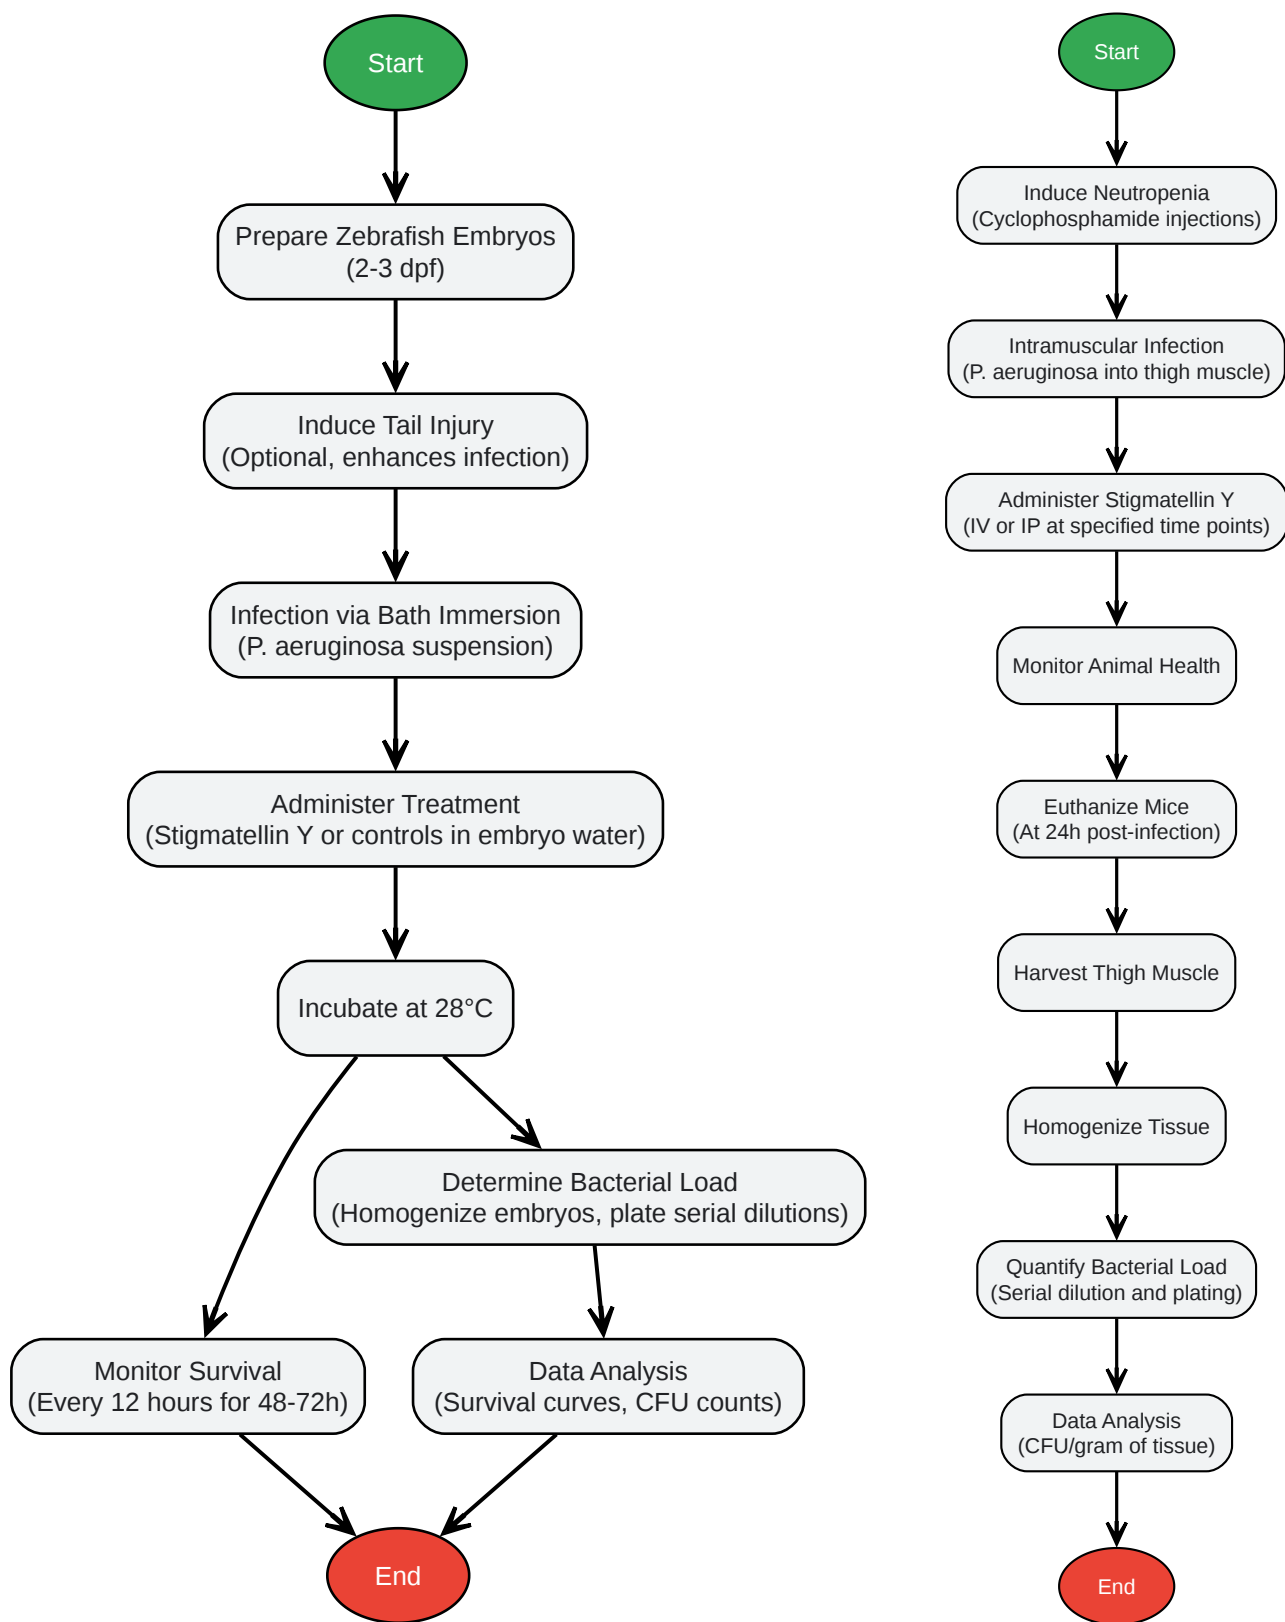 Start
Prepare Zebrafish Embryos
(2-3 dpf)
Induce Tail Injury
(Optional, enhances infection)
Infection via Bath Immersion
(P. aeruginosa suspension)
Administer Treatment
(Stigmatellin Y or controls in embryo water)
Incubate at 28°C
Determine Bacterial Load
(Homogenize embryos, plate serial dilutions)
Monitor Survival
(Every 12 hours for 48-72h)
Data Analysis
(Survival curves, CFU counts)
End
Start
Induce Neutropenia
(Cyclophosphamide injections)
Intramuscular Infection
(P. aeruginosa into thigh muscle)
Administer Stigmatellin Y
(IV or IP at specified time points)
Monitor Animal Health
Euthanize Mice
(At 24h post-infection)
Harvest Thigh Muscle
Homogenize Tissue
Quantify Bacterial Load
(Serial dilution and plating)
Data Analysis
(CFU/gram of tissue)
End